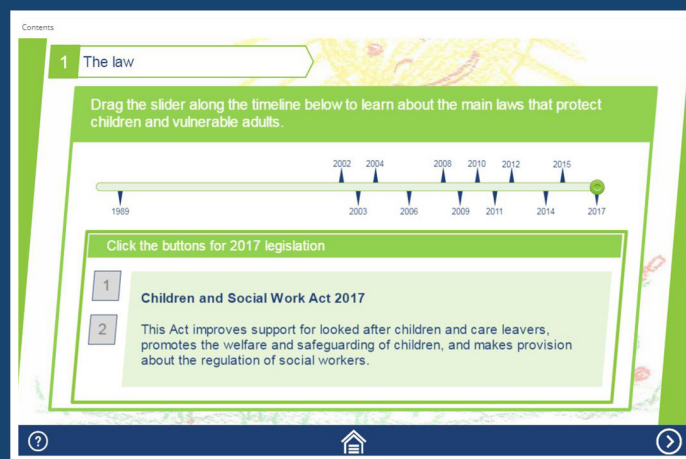 Contents
1 The law
Drag the slider along the timeline below to learn about the main laws that protect
children and vulnerable adults.
2002 2004 2008 2010 2012 2015
1989 2003 2006 2009 2011 2014 2017
Click the buttons for 2017 legislation
1
Children and Social Work Act 2017
2
This Act improves support for looked after children and care leavers,
promotes the welfare and safeguarding of children, and makes provision
about the regulation of social workers.
?